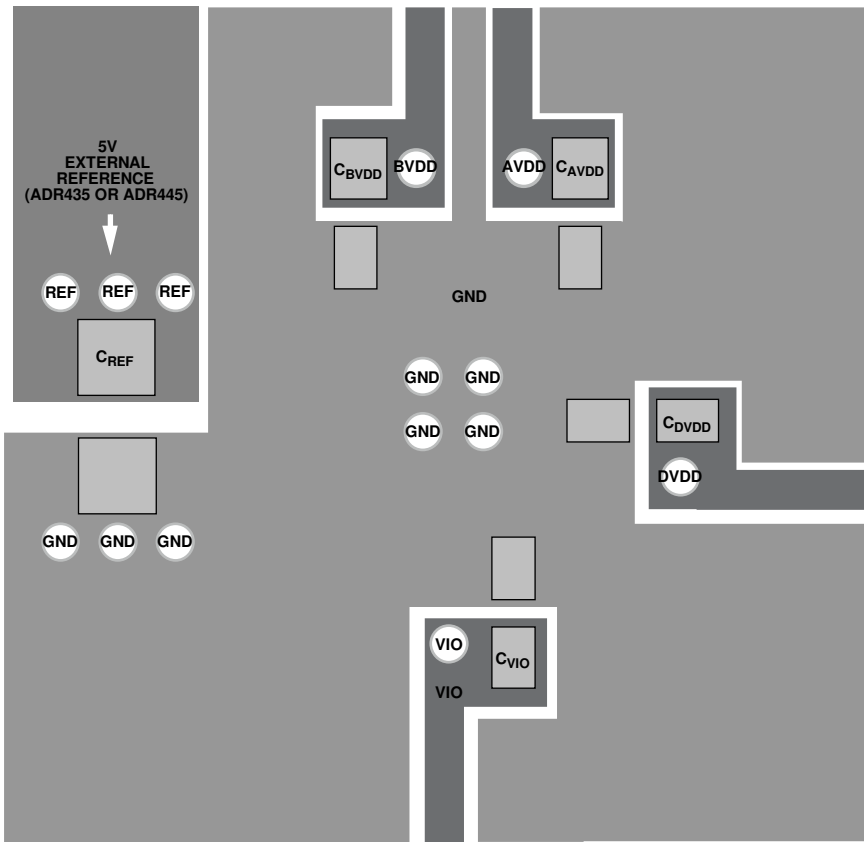 5V
EXTERNAL
REFERENCE
(ADR435 OR ADR445)
REF REF REF
CREF
GND GND GND
CBVDD BVDD
AVDD CAVDD
GND
GND GND
GND GND
CDVDD
DVDD
VIO CVIO
VIO